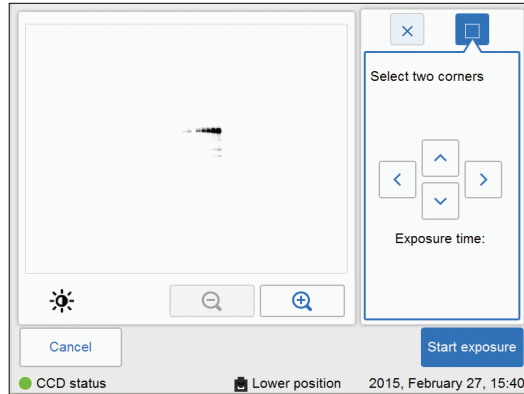 Select two corners
Exposure time:
Cancel
Start exposure
CCD status
Lower position
2015, February 27, 15:40